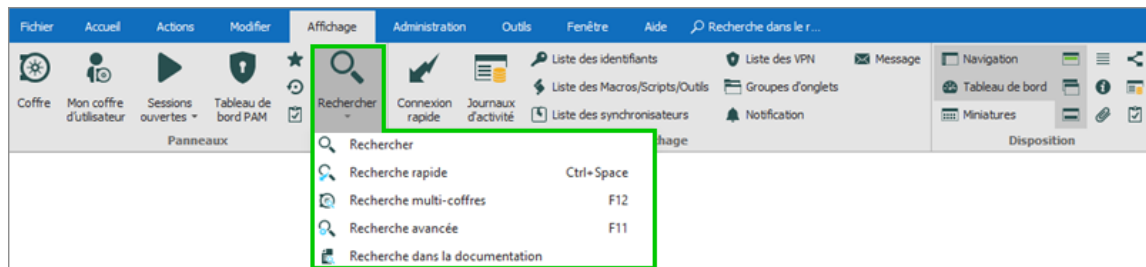 Fichier Accueil Actions Modifier Affichage Administration Outils Fenêtre Aide Recherche dans le r...
Coffre
Mon coffre
d'utilisateur
Sessions
ouvertes
Tableau de
bord PAM
Panneaux
Rechercher
Connexion
rapide
Journaux
d'activité
Liste des identifiants
Liste des Macros/Scripts/Outils
Liste des synchronisateurs
Liste des VPN
Groupes d'onglets
Notification
Message
hage
Navigation
Tableau de bord
Miniatures
Disposition
Rechercher
Recherche rapide Ctrl+Space
Recherche multi-coffres F12
Recherche avancée F11
Recherche dans la documentation